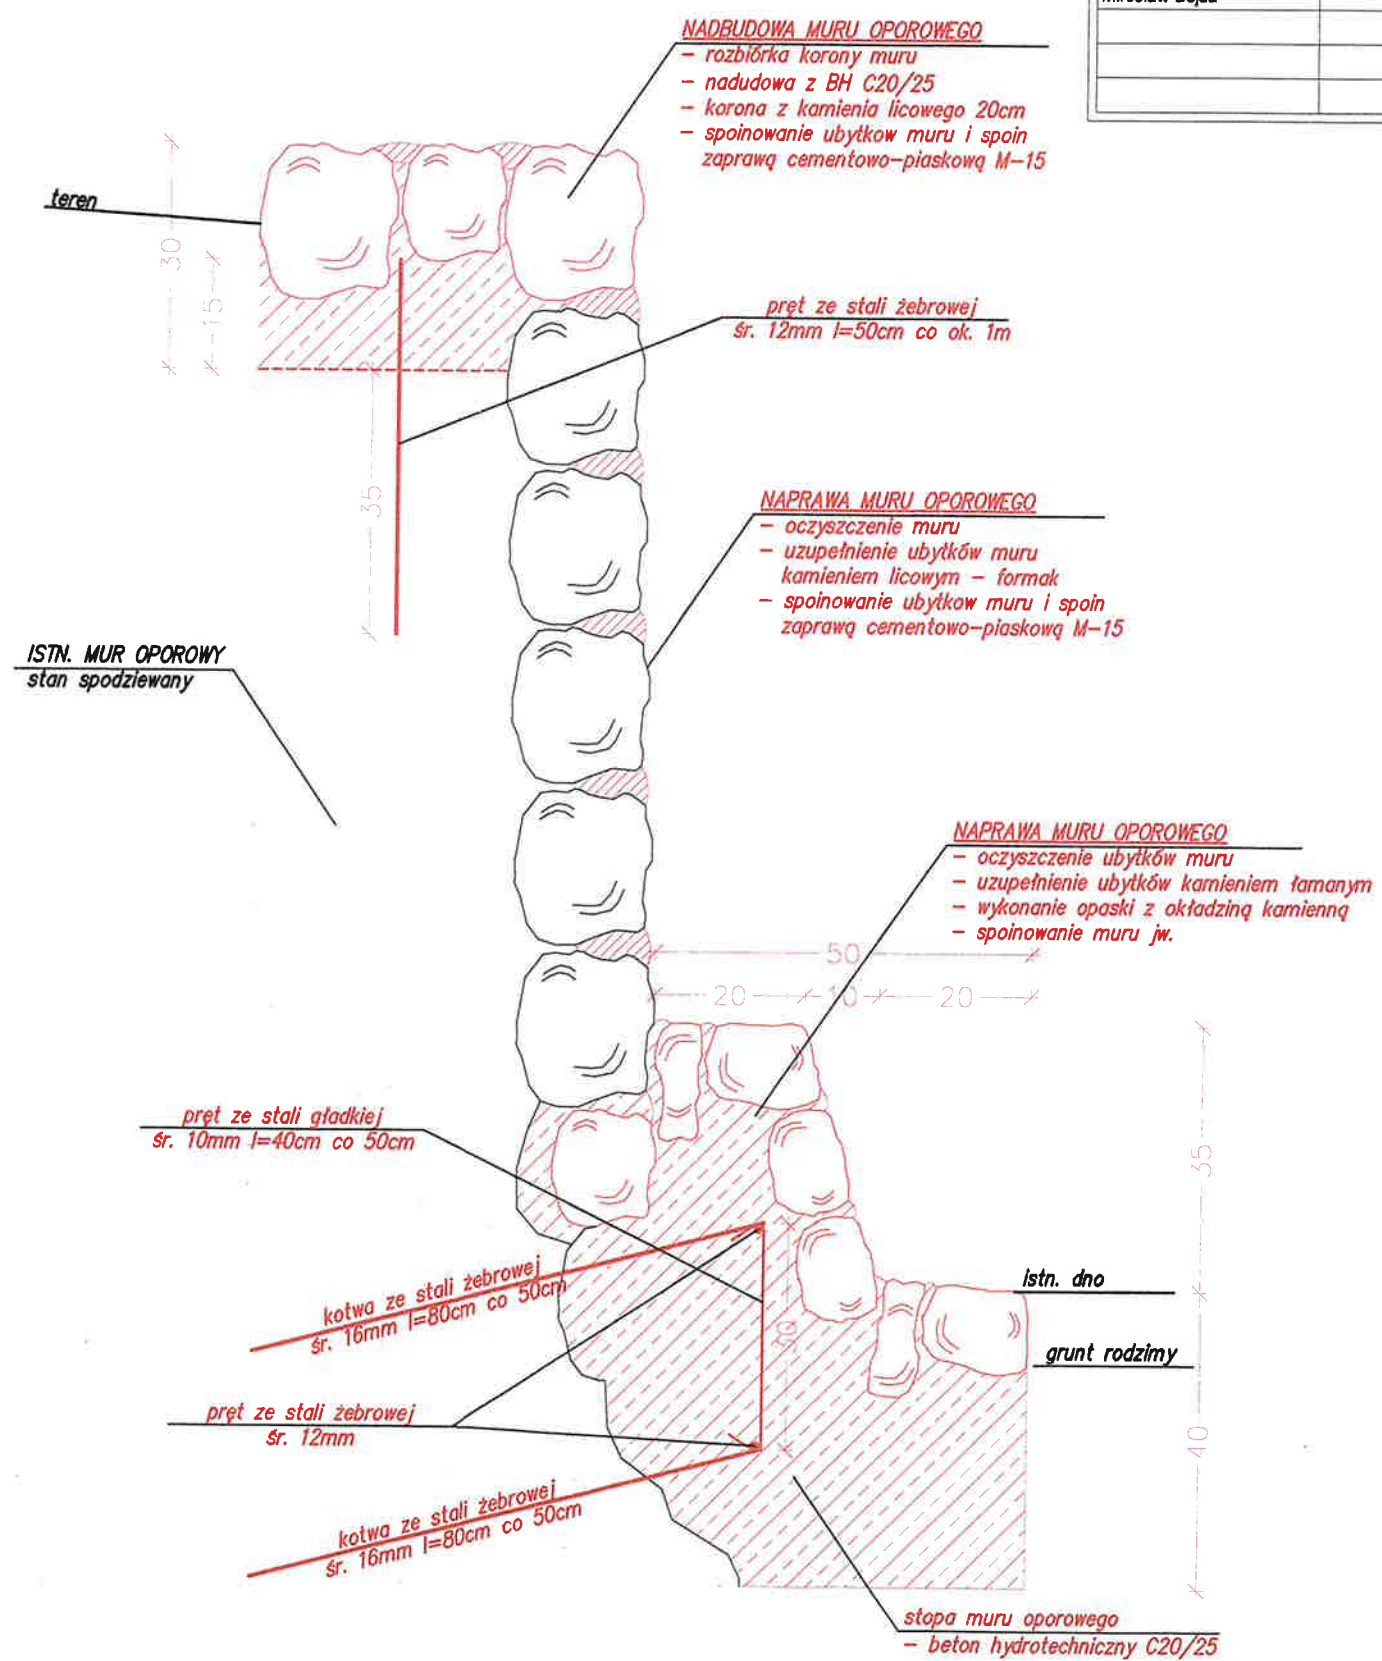 NADBUDOWA MURU OPOROWEGO
- rozbiórka korony muru
- nadudowa z BH C20/25
- korona z kamienia licowego 20cm
- spoinowanie ubytkow muru i spoin
zaprawą cementowo-piaskową M-15
teren
30
15
pręt ze stali żebrowej
śr. 12mm l=50cm co ok. 1m
35
NAPRAWA MURU OPOROWEGO
- oczyszczenie muru
- uzupełnienie ubytków muru
kamieniem licowym - formak
- spoinowanie ubytkow muru i spoin
zaprawą cementowo-piaskową M-15
ISTN. MUR OPOROWY
stan spodziewany
NAPRAWA MURU OPOROWEGO
- oczyszczenie ubytków muru
- uzupełnienie ubytków kamieniem łamanym
- wykonanie opaski z okładziną kamienną
- spoinowanie muru jw.
50
20 10 20
pręt ze stali gładkiej
śr. 10mm l=40cm co 50cm
35
kotwa ze stali żebrowej
śr. 16mm l=80cm co 50cm
istn. dno
grunt rodzimy
pręt ze stali żebrowej
śr. 12mm
40
kotwa ze stali żebrowej
śr. 16mm l=80cm co 50cm
stopa muru oporowego
- beton hydrotechniczny C20/25